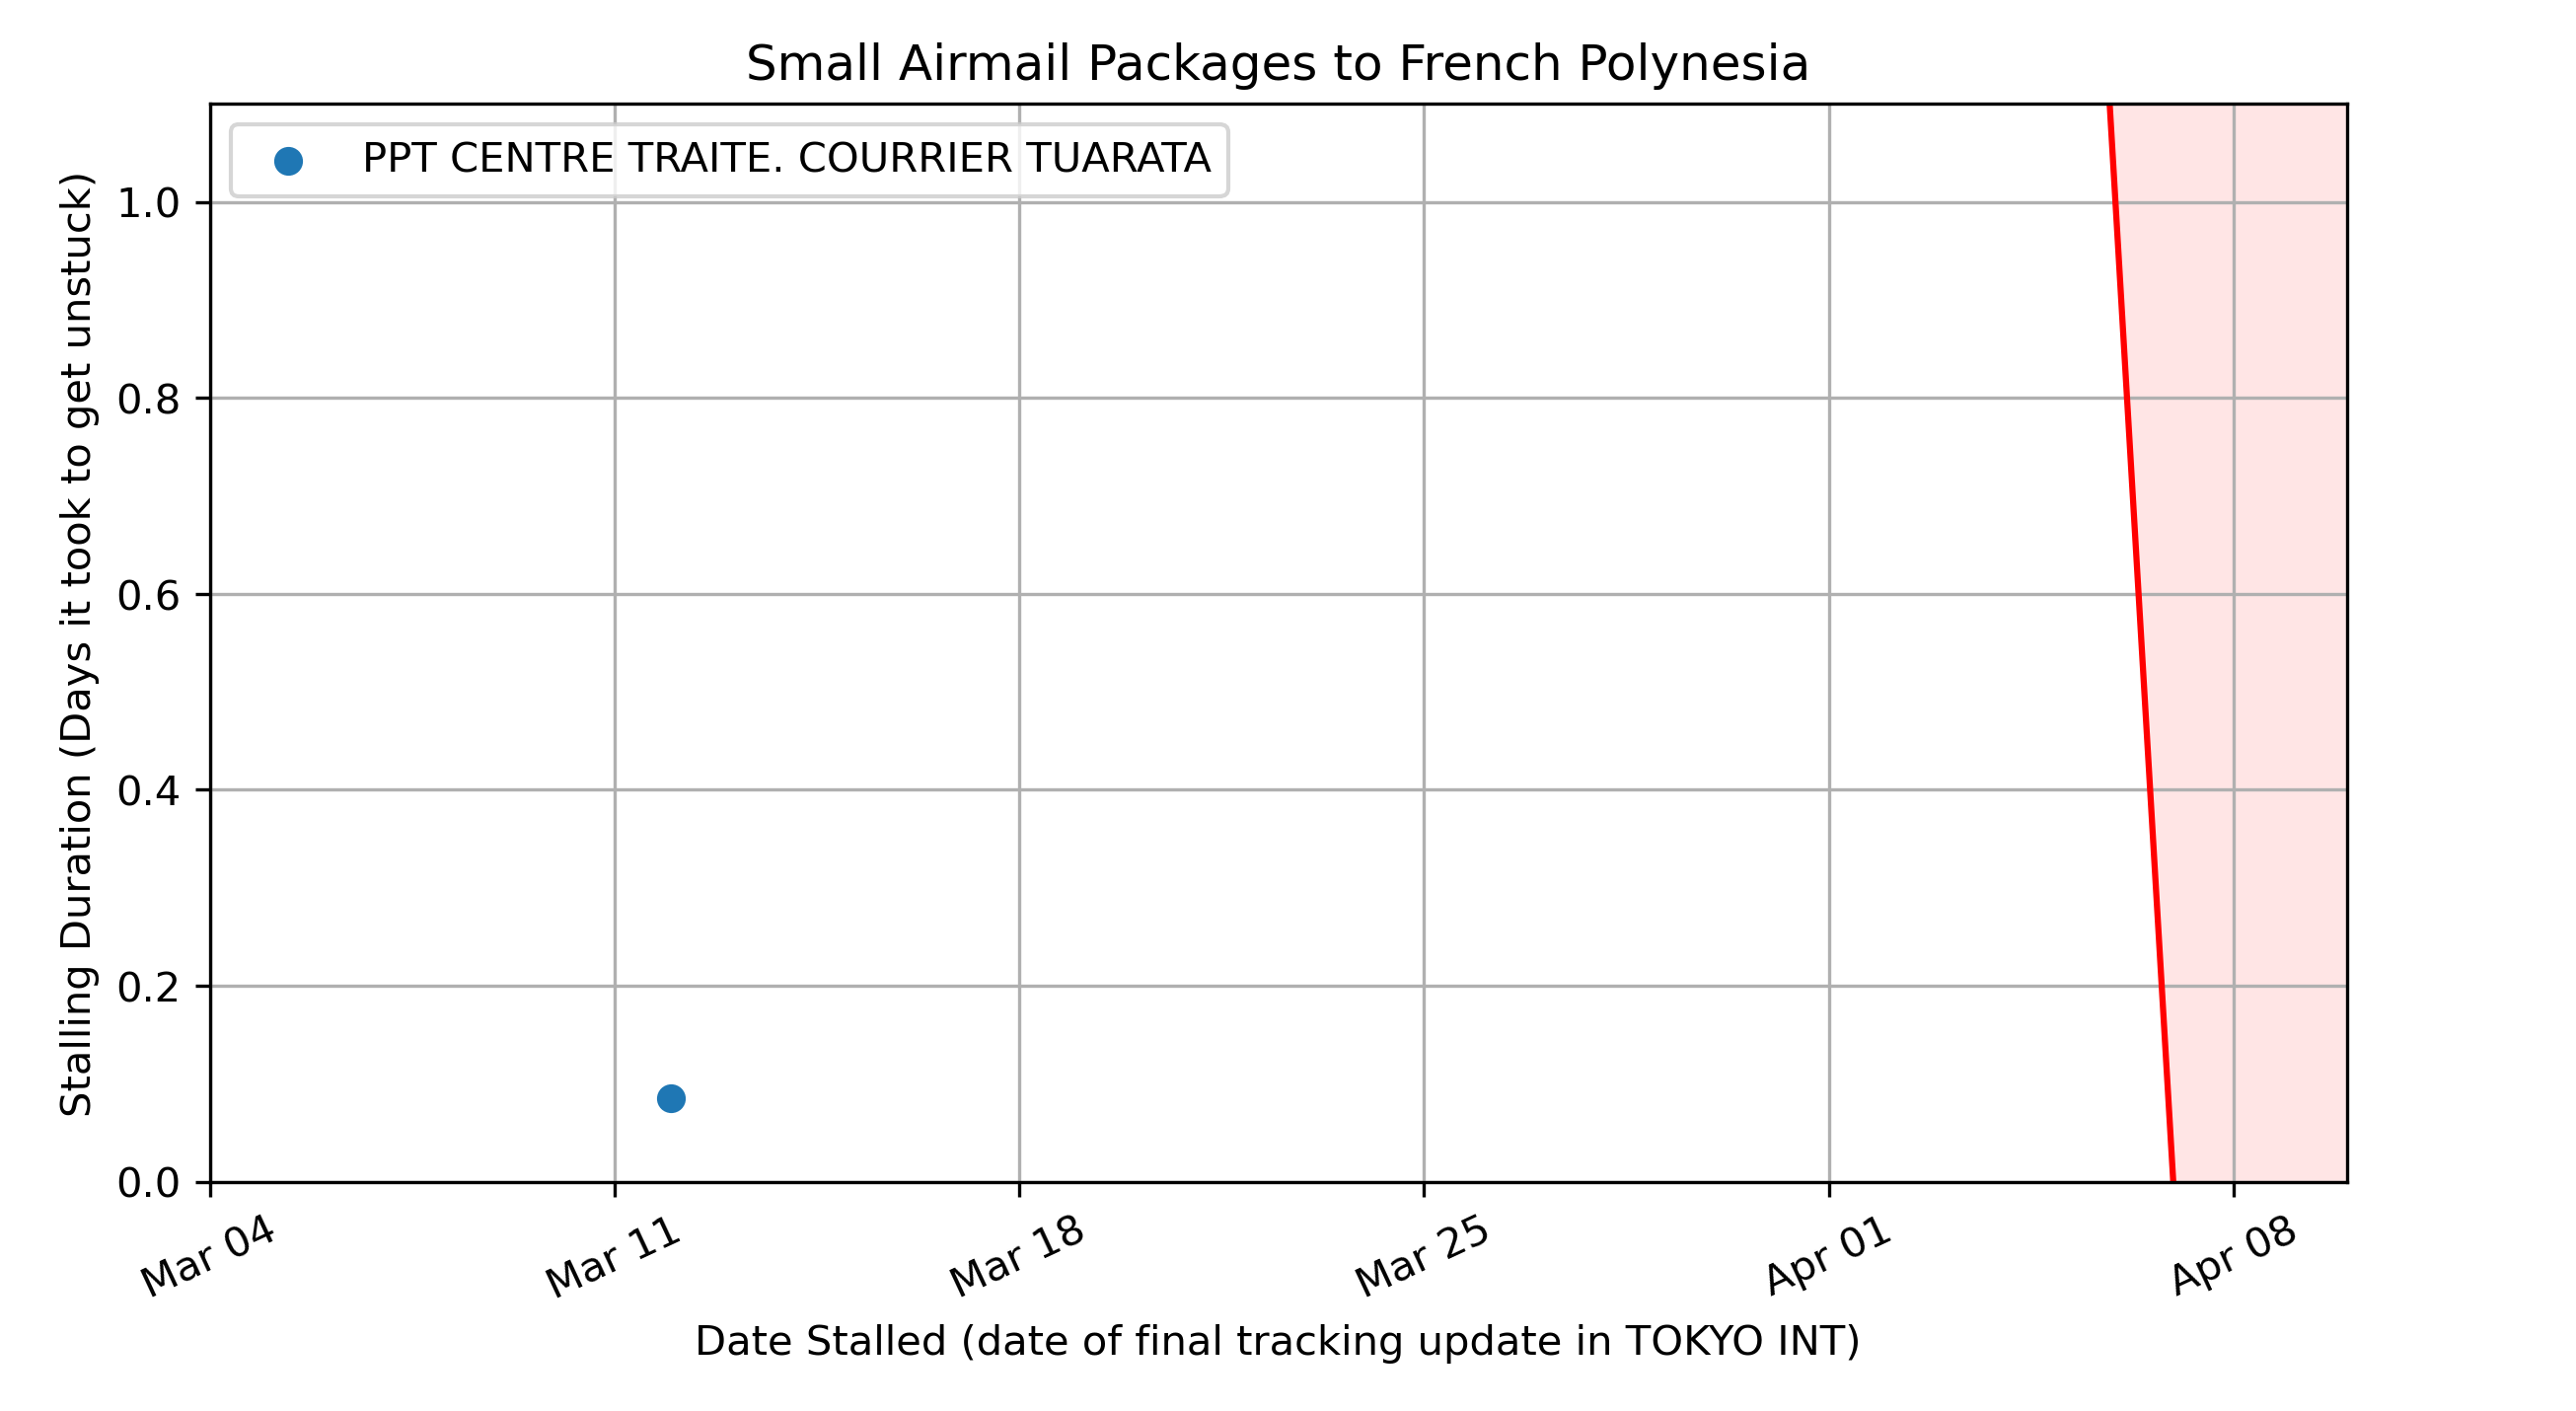 Small Airmail Packages to French Polynesia
PPT CENTRE TRAITE. COURRIER TUARATA
Stalling Duration (Days it took to get unstuck)
1.0
0.8
0.6
0.4
0.2
0.0
Mar 04
Mar 11
Mar 18
Mar 25
Apr 01
Apr 08
Date Stalled (date of final tracking update in TOKYO INT)